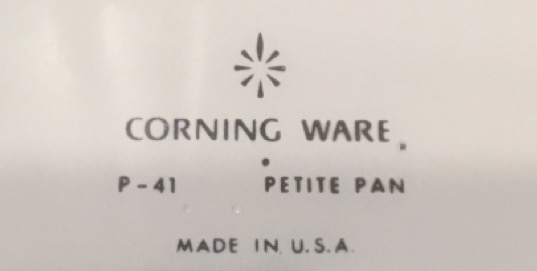 CORNING WARE®
P-41 PETITE PAN
MADE IN U.S.A.